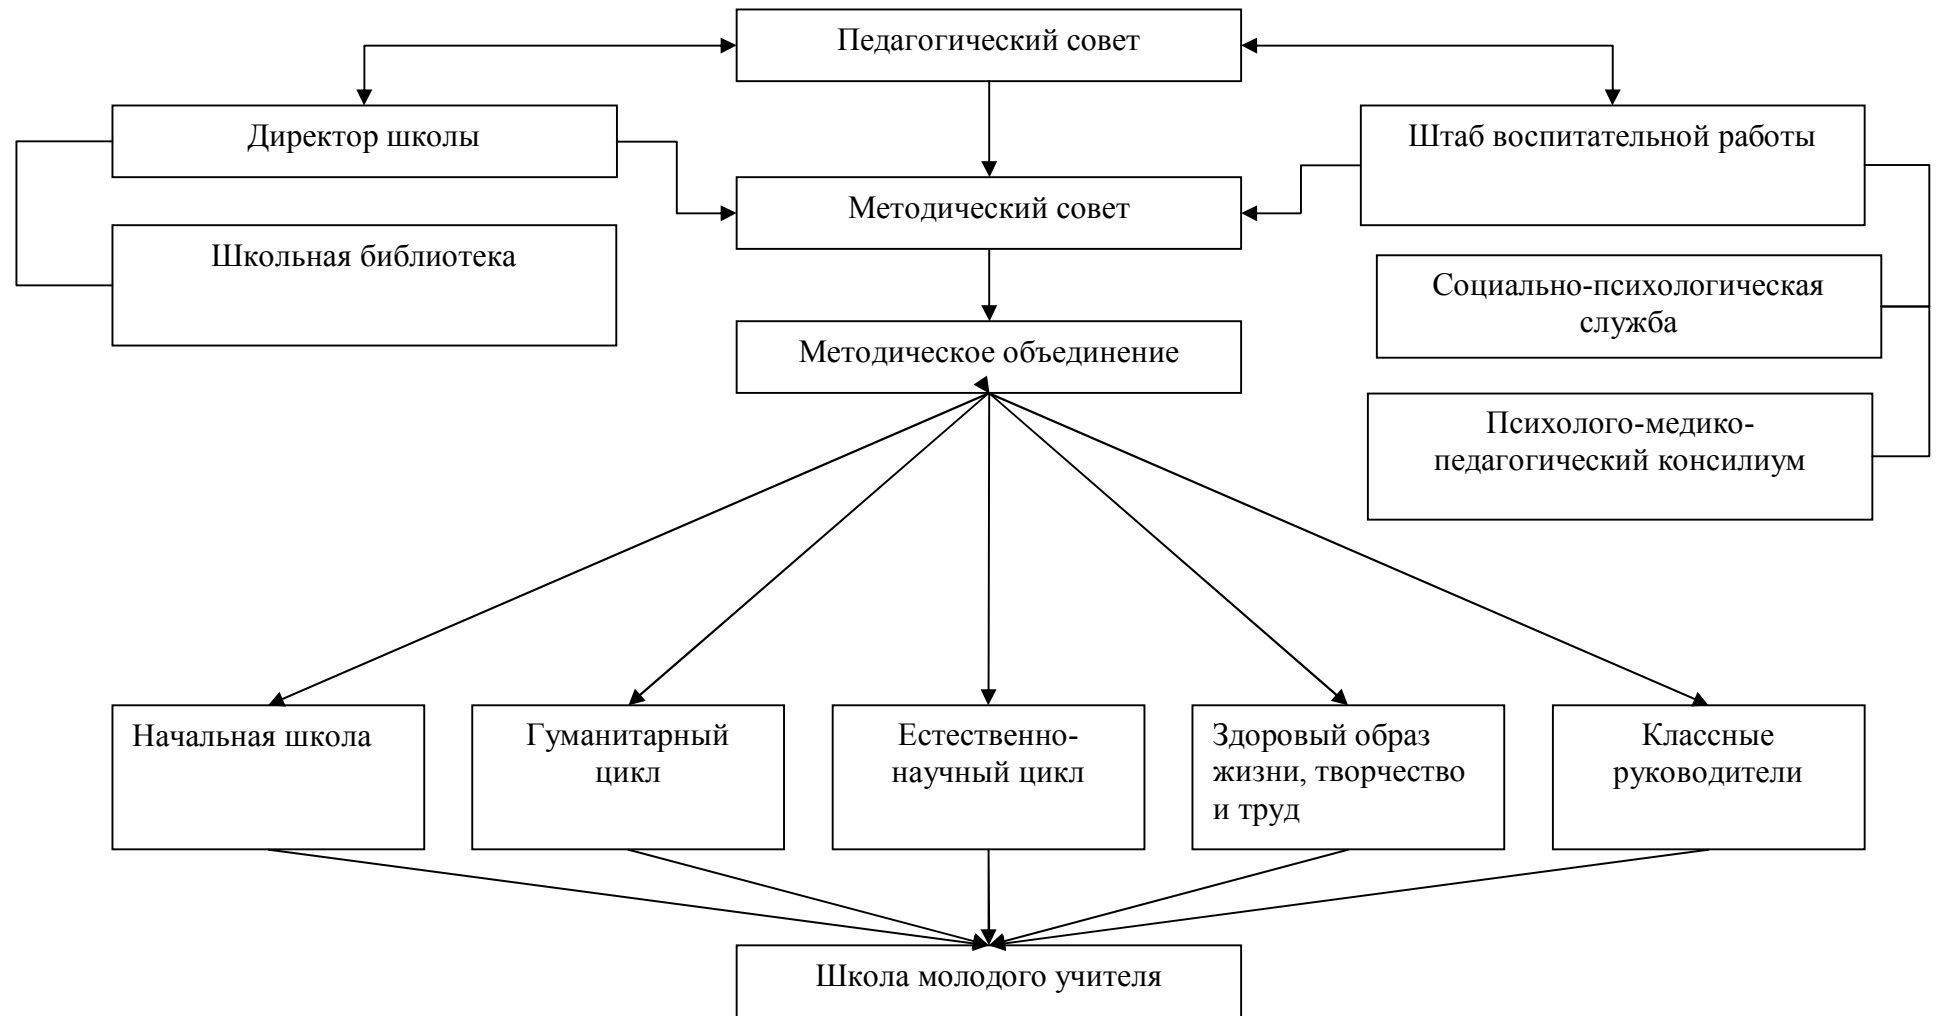 Педагогический совет
Директор школы
Штаб воспитательной работы
Методический совет
Школьная библиотека
Социально-психологическая
служба
Методическое объединение
Психолого-медико-
педагогический консилиум
Начальная школа
Гуманитарный
цикл
Естественно-
научный цикл
Здоровый образ
жизни, творчество
и труд
Классные
руководители
Школа молодого учителя